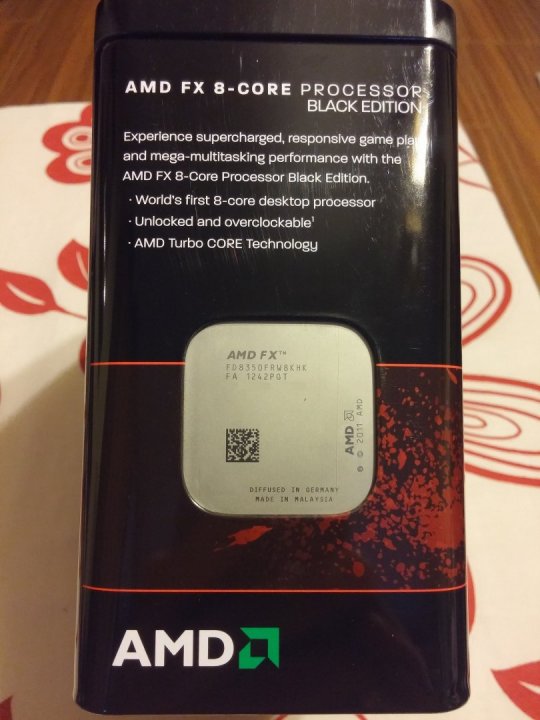 AMD FX 8-CORE PROCESSOR
BLACK EDITION
Experience supercharged, responsive game play
and mega-multitasking performance with the
AMD FX 8-Core Processor Black Edition.
· World's first 8-core desktop processor
· Unlocked and overclockable¹
· AMD Turbo CORE Technology
AMD FX™
FD8350FRW8KHK
FA 1242PGT
AMD
© 2011 AMD
DIFFUSED IN GERMANY
MADE IN MALAYSIA
AMD